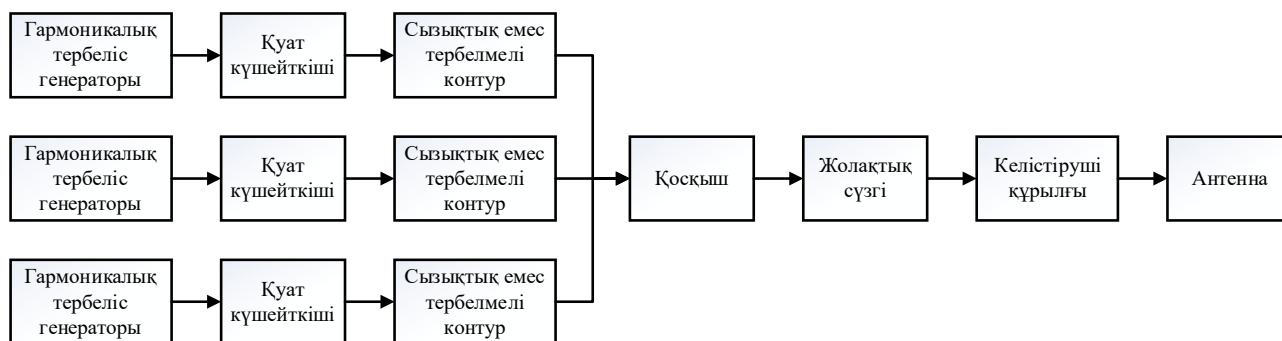 Гармоникалық
тербеліс
генераторы
Қуат
күшейткіші
Сызықтық емес
тербелмелі
контур
Гармоникалық
тербеліс
генераторы
Қуат
күшейткіші
Сызықтық емес
тербелмелі
контур
Қосқыш
Жолақтық
сүзгі
Келістіруші
құрылғы
Антенна
Гармоникалық
тербеліс
генераторы
Қуат
күшейткіші
Сызықтық емес
тербелмелі
контур